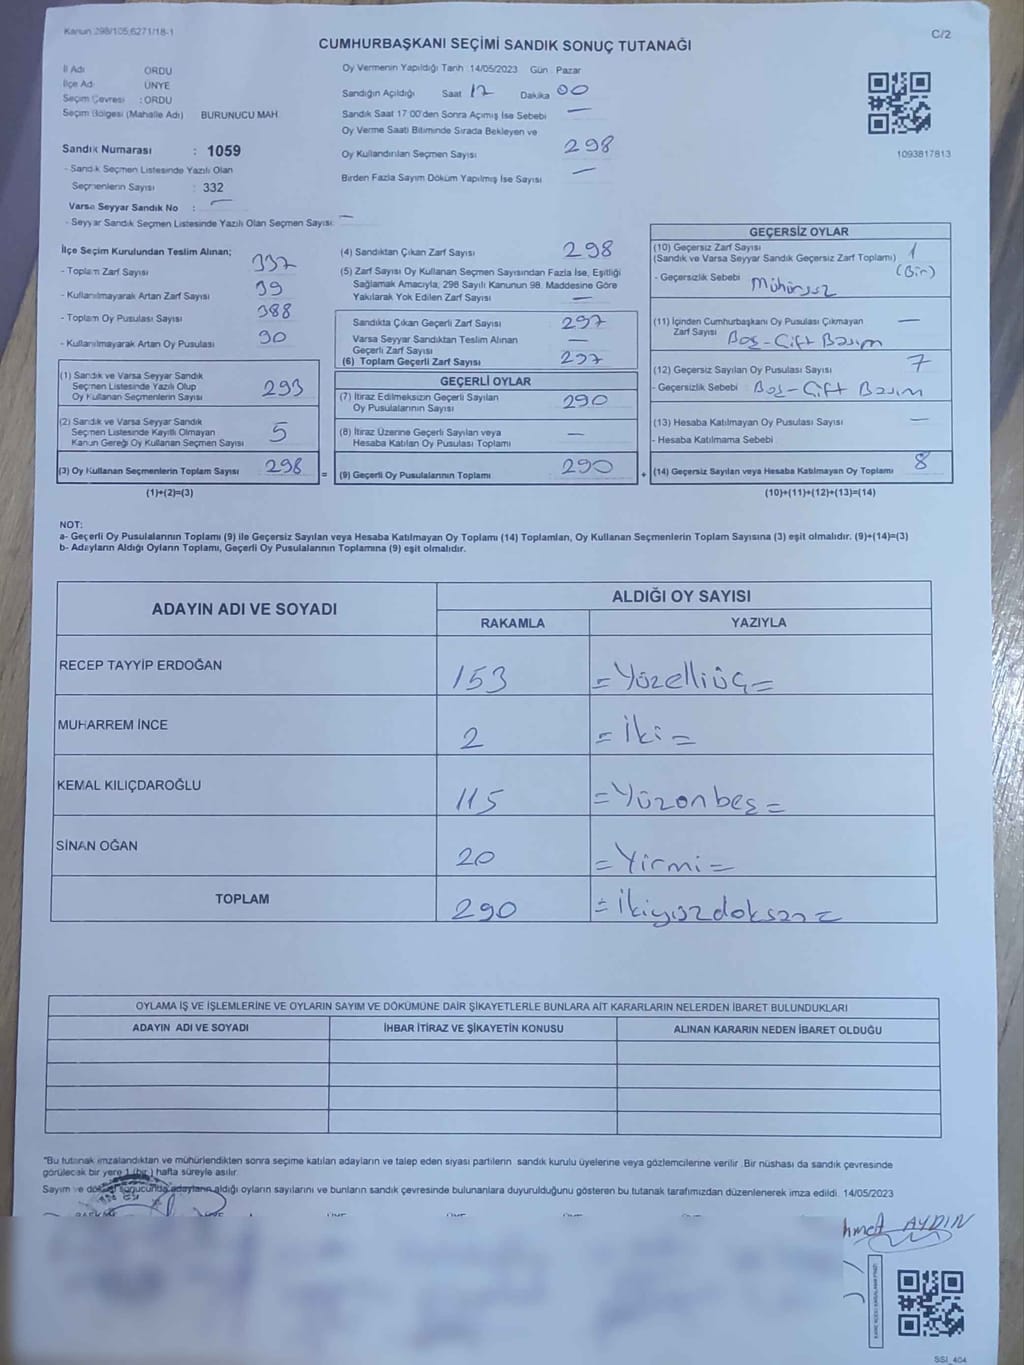 Kanun 298/105,6271/18-1
C/2
CUMHURBAŞKANI SEÇİMİ SANDIK SONUÇ TUTANAĞI
İl Adı ORDU
İlçe Adı ÜNYE
Seçim Çevresi : ORDU
Seçim Bölgesi (Mahalle Adı) BURUNUCU MAH.
Sandık Numarası : 1059
- Sandık Seçmen Listesinde Yazılı Olan
Seçmenlerin Sayısı : 332
Varsa Seyyar Sandık No : —
- Seyyar Sandık Seçmen Listesinde Yazılı Olan Seçmen Sayısı: —
Oy Vermenin Yapıldığı Tarih :14/05/2023 Gün : Pazar
Sandığın Açıldığı Saat 17 Dakika 00
Sandık Saat 17:00'den Sonra Açımış İse Sebebi —
Oy Verme Saati Bitiminde Sırada Bekleyen ve
Oy Kullandırılan Seçmen Sayısı 298
Birden Fazla Sayım Döküm Yapılmış İse Sayısı —
1093817813
İlçe Seçim Kurulundan Teslim Alınan;
- Toplam Zarf Sayısı 337
- Kullanılmayarak Artan Zarf Sayısı 39
- Toplam Oy Pusulası Sayısı 388
- Kullanılmayarak Artan Oy Pusulası 90
(1) Sandık ve Varsa Seyyar Sandık
Seçmen Listesinde Yazılı Olup
Oy Kullanan Seçmenlerin Sayısı 293
(2) Sandık ve Varsa Seyyar Sandık
Seçmen Listesinde Kayıtlı Olmayan
Kanun Gereği Oy Kullanan Seçmen Sayısı 5
(3) Oy Kullanan Seçmenlerin Toplam Sayısı 298 =
(1)+(2)=(3)
(4) Sandıktan Çıkan Zarf Sayısı 298
(5) Zarf Sayısı Oy Kullanan Seçmen Sayısından Fazla İse, Eşitliği
Sağlamak Amacıyla, 298 Sayılı Kanunun 98. Maddesine Göre
Yakılarak Yok Edilen Zarf Sayısı —
Sandıkta Çıkan Geçerli Zarf Sayısı 297
Varsa Seyyar Sandıktan Teslim Alınan
Geçerli Zarf Sayısı —
(6) Toplam Geçerli Zarf Sayısı 297
GEÇERLİ OYLAR
(7) İtiraz Edilmeksizin Geçerli Sayılan
Oy Pusulalarının Sayısı 290
(8) İtiraz Üzerine Geçerli Sayılan veya
Hesaba Katılan Oy Pusulası Toplamı —
(9) Geçerli Oy Pusulalarının Toplamı 290 +
GEÇERSİZ OYLAR
(10) Geçersiz Zarf Sayısı 1
(Sandık ve Varsa Seyyar Sandık Geçersiz Zarf Toplamı) (Bir)
- Geçersizlik Sebebi Mühürsüz
(11) İçinden Cumhurbaşkanı Oy Pusulası Çıkmayan
Zarf Sayısı —
Boş - Çift Basım
(12) Geçersiz Sayılan Oy Pusulası Sayısı 7
- Geçersizlik Sebebi Boş - Çift Basım
(13) Hesaba Katılmayan Oy Pusulası Sayısı —
- Hesaba Katılmama Sebebi
(14) Geçersiz Sayılan veya Hesaba Katılmayan Oy Toplamı 8
(10)+(11)+(12)+(13)=(14)
NOT:
a- Geçerli Oy Pusulalarının Toplamı (9) ile Geçersiz Sayılan veya Hesaba Katılmayan Oy Toplamı (14) Toplamları, Oy Kullanan Seçmenlerin Toplam Sayısına (3) eşit olmalıdır. (9)+(14)=(3)
b- Adayların Aldığı Oyların Toplamı, Geçerli Oy Pusulalarının Toplamına (9) eşit olmalıdır.
ADAYIN ADI VE SOYADI
ALDIĞI OY SAYISI
RAKAMLA YAZIYLA
RECEP TAYYİP ERDOĞAN 153 =Yüzelliüç=
MUHARREM İNCE 2 =İki=
KEMAL KILIÇDAROĞLU 115 =Yüzonbeş=
SİNAN OĞAN 20 =Yirmi=
TOPLAM 290 =İkiyüzdoksan=
OYLAMA İŞ VE İŞLEMLERİNE VE OYLARIN SAYIM VE DÖKÜMÜNE DAİR ŞİKAYETLERLE BUNLARA AİT KARARLARIN NELERDEN İBARET BULUNDUKLARI
ADAYIN ADI VE SOYADI İHBAR İTİRAZ VE ŞİKAYETİN KONUSU ALINAN KARARIN NEDEN İBARET OLDUĞU
"Bu tutanak imzalandıktan ve mühürlendikten sonra seçime katılan adayların ve talep eden siyasi partilerin sandık kurulu üyelerine veya gözlemcilerine verilir. Bir nüshası da sandık çevresinde
görülecek bir yere 1 (bir) hafta süreyle asılır.
Sayım ve döküm sonucunda adayların aldığı oyların sayılarını ve bunların sandık çevresinde bulunanlara duyurulduğunu gösteren bu tutanak tarafımızdan düzenlenerek imza edildi. 14/05/2023
AYDIN
SSI_404